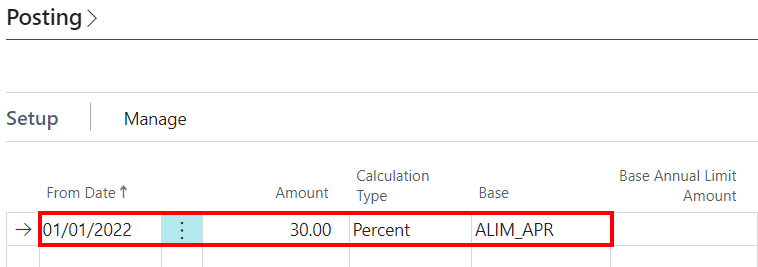 Posting >
Setup Manage
From Date ↑ Amount Calculation Type Base Base Annual Limit Amount
01/01/2022 30.00 Percent ALIM_APR